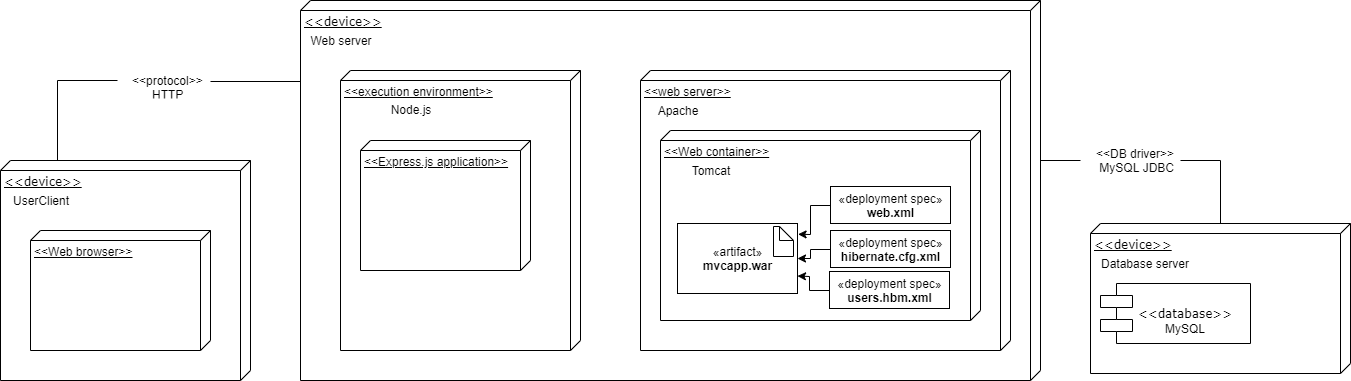 <<device>>
Web server
<<protocol>>
HTTP
<<execution environment>>
Node.js
<<Express.js application>>
<<web server>>
Apache
<<Web container>>
Tomcat
«deployment spec»
web.xml
«artifact»
mvcapp.war
«deployment spec»
hibernate.cfg.xml
«deployment spec»
users.hbm.xml
<<DB driver>>
MySQL JDBC
<<device>>
UserClient
<<Web browser>>
<<device>>
Database server
<<database>>
MySQL